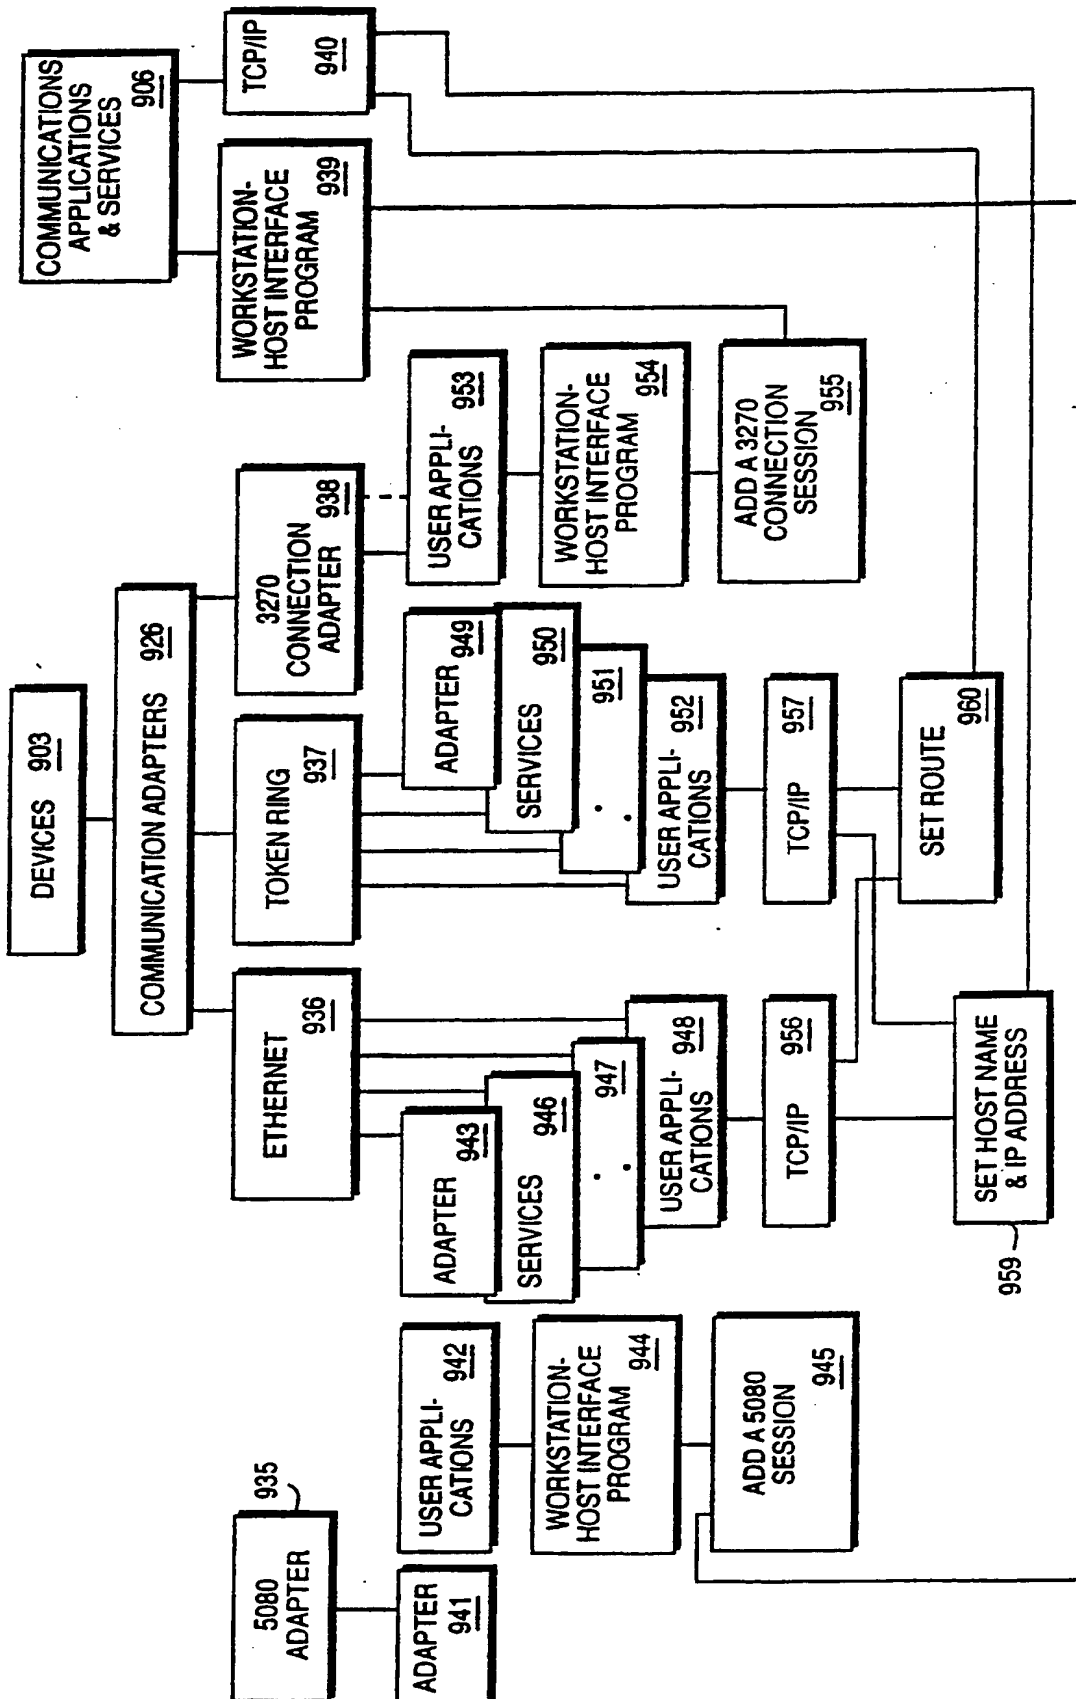 DEVICES 903
COMMUNICATION ADAPTERS 926
COMMUNICATIONS
APPLICATIONS
& SERVICES
906
5080
ADAPTER
935
ETHERNET
936
TOKEN RING
937
3270
CONNECTION
ADAPTER
938
WORKSTATION-
HOST INTERFACE
PROGRAM
939
TCP/IP
940
ADAPTER
941
USER APPLI-
CATIONS
942
ADAPTER
943
SERVICES
946
947
USER APPLI-
CATIONS
948
ADAPTER
949
SERVICES
950
951
USER APPLI-
CATIONS
952
USER APPLI-
CATIONS
953
WORKSTATION-
HOST INTERFACE
PROGRAM
944
WORKSTATION-
HOST INTERFACE
PROGRAM
954
ADD A 5080
SESSION
945
TCP/IP
956
TCP/IP
957
ADD A 3270
CONNECTION
SESSION
955
SET HOST NAME
& IP ADDRESS
959
SET ROUTE
960